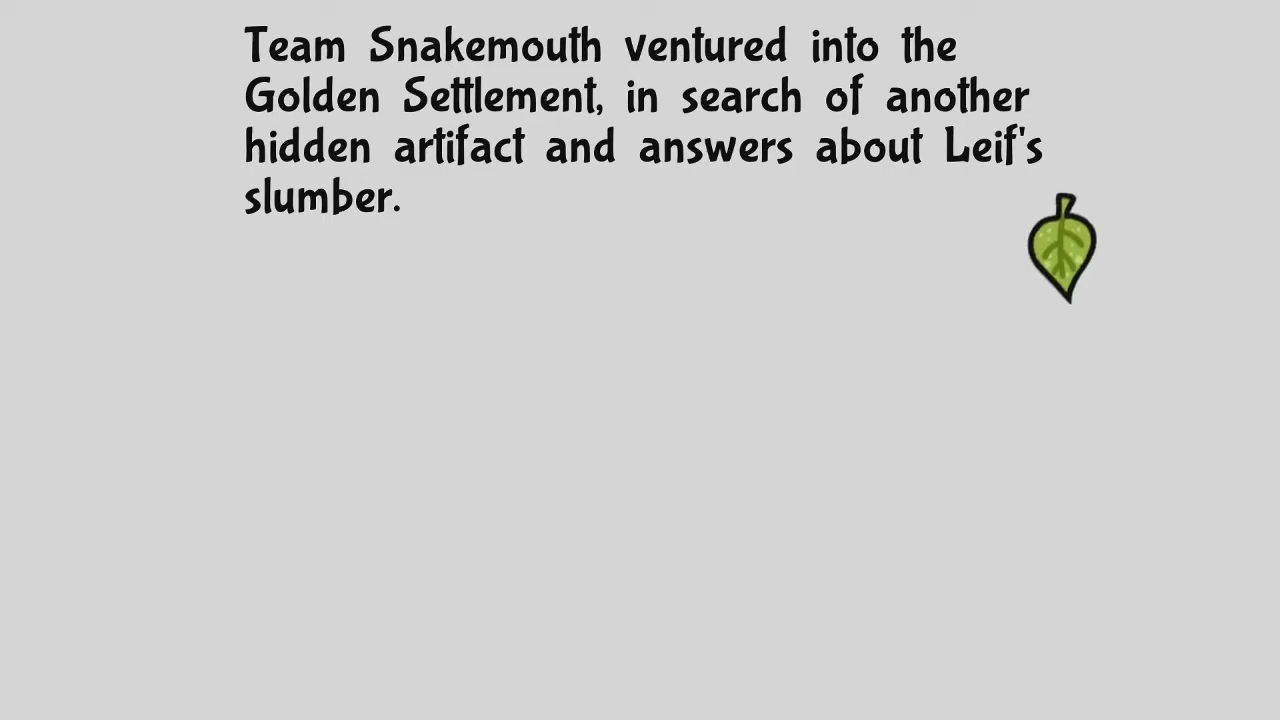 Team Snakemouth ventured into the
Golden Settlement, in search of another
hidden artifact and answers about Leif's
slumber.